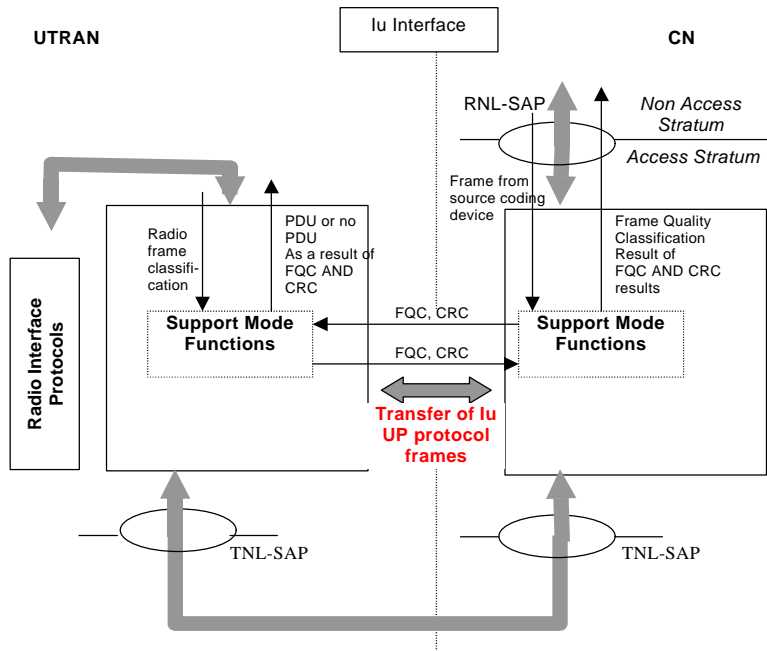 Iu Interface
UTRAN
CN
RNL-SAP
Non Access
Stratum
Access Stratum
Frame from
source coding
device
Radio
frame
classifi-
cation
PDU or no
PDU
As a result of
FQC AND
CRC
Frame Quality
Classification
Result of
FQC AND CRC
results
Radio Interface
Protocols
Support Mode
Functions
FQC, CRC
FQC, CRC
Support Mode
Functions
Transfer of Iu
UP protocol
frames
TNL-SAP
TNL-SAP